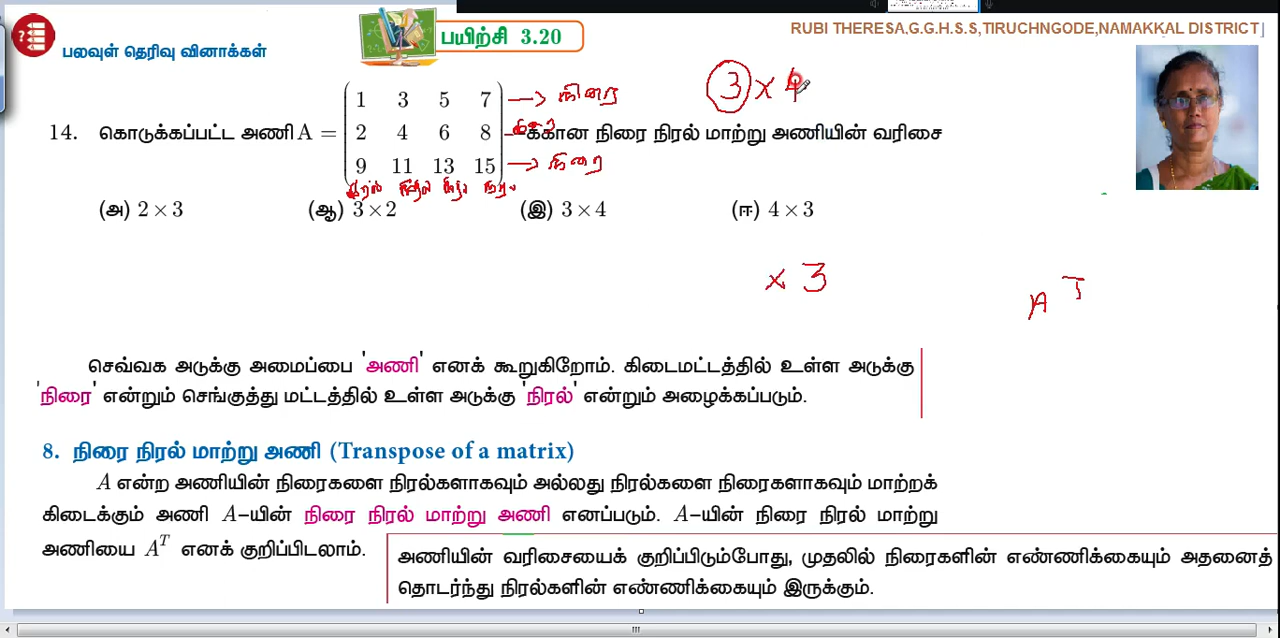 RUBI THERESA.G.G.H.S.S,TIRUCHNGODE,NAMAKKAL DISTRICT
பலவுள் தெரிவு வினாக்கள்
பயிற்சி 3.20
3 × 4
1 3 5 7 → நிரை
14. கொடுக்கப்பட்ட அணி A = 2 4 6 8 க்கான நிரை நிரல் மாற்று அணியின் வரிசை
9 11 13 15 → நிரை
நிரல் நிரல்
(அ) 2 × 3 (ஆ) 3 × 2 (இ) 3 × 4 (ஈ) 4 × 3
× 3
A T
செவ்வக அடுக்கு அமைப்பை 'அணி' எனக் கூறுகிறோம். கிடைமட்டத்தில் உள்ள அடுக்கு
'நிரை' என்றும் செங்குத்து மட்டத்தில் உள்ள அடுக்கு 'நிரல்' என்றும் அழைக்கப்படும்.
8. நிரை நிரல் மாற்று அணி (Transpose of a matrix)
A என்ற அணியின் நிரைகளை நிரல்களாகவும் அல்லது நிரல்களை நிரைகளாகவும் மாற்றக்
கிடைக்கும் அணி A–யின் நிரை நிரல் மாற்று அணி எனப்படும். A–யின் நிரை நிரல் மாற்று
அணியை Aᵀ எனக் குறிப்பிடலாம்.
அணியின் வரிசையைக் குறிப்பிடும்போது, முதலில் நிரைகளின் எண்ணிக்கையும் அதனைத்
தொடர்ந்து நிரல்களின் எண்ணிக்கையும் இருக்கும்.